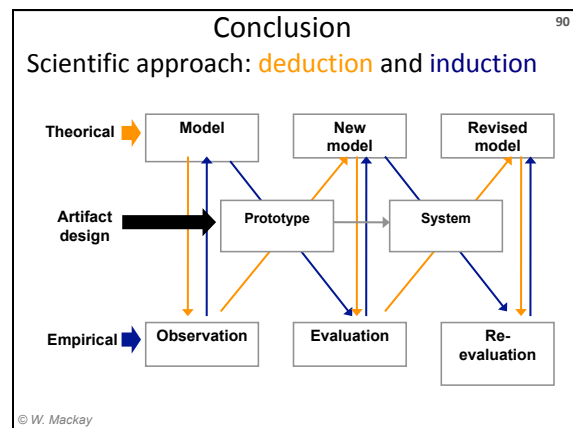 Conclusion
90
Scientific approach: deduction and induction
Theorical
Model
New
model
Revised
model
Artifact
design
Prototype
System
Empirical
Observation
Evaluation
Re-
evaluation
© W. Mackay